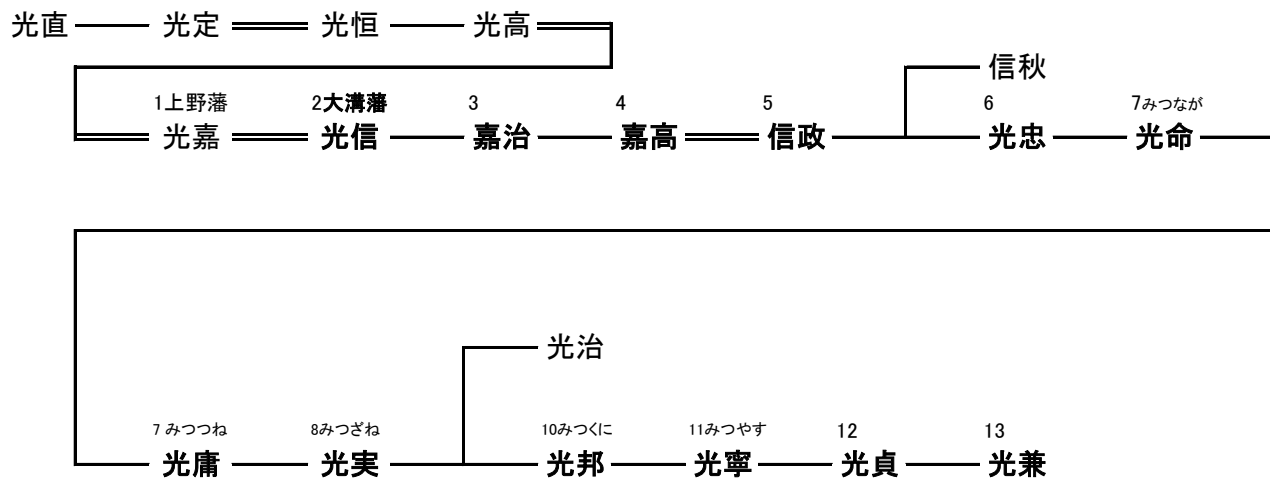 光直 光定 光恒 光高
信秋
1上野藩 2大溝藩 3 4 5 6 7みつなが
光嘉 光信 嘉治 嘉高 信政 光忠 光命
光治
7 みつつね 8みつざね 10みつくに 11みつやす 12 13
光庸 光実 光邦 光寧 光貞 光兼